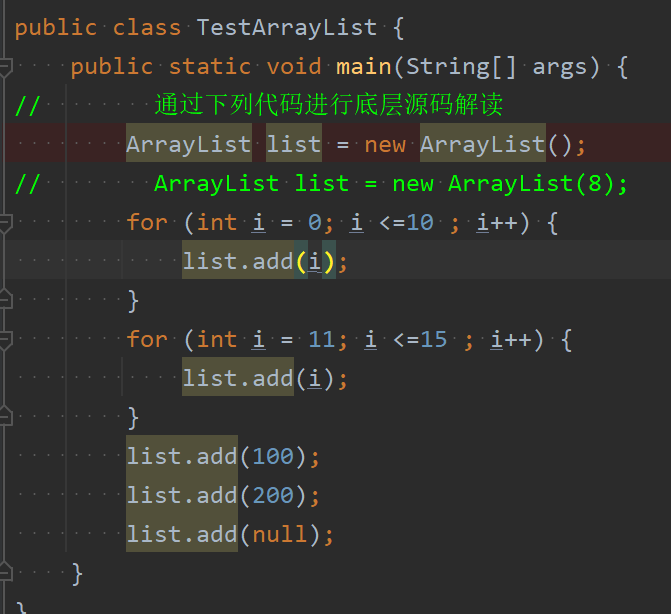 public class TestArrayList {
public static void main(String[] args) {
// 通过下列代码进行底层源码解读
ArrayList list = new ArrayList();
// ArrayList list = new ArrayList(8);
for (int i = 0; i <=10 ; i++) {
list.add(i);
}
for (int i = 11; i <=15 ; i++) {
list.add(i);
}
list.add(100);
list.add(200);
list.add(null);
}
}